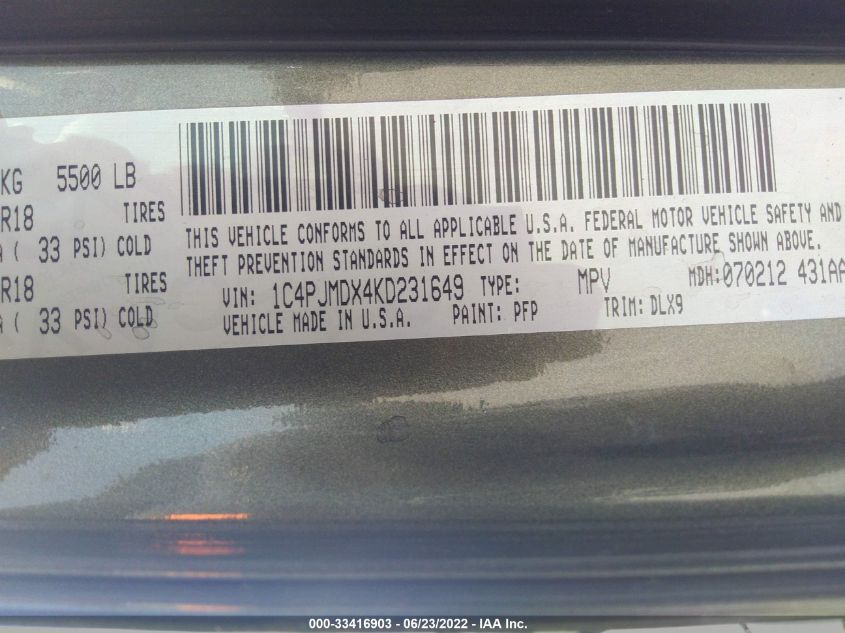 KG 5500 LB
R18 TIRES
( 33 PSI) COLD
R18 TIRES
( 33 PSI) COLD
THIS VEHICLE CONFORMS TO ALL APPLICABLE U.S.A. FEDERAL MOTOR VEHICLE SAFETY AND
THEFT PREVENTION STANDARDS IN EFFECT ON THE DATE OF MANUFACTURE SHOWN ABOVE.
VIN: 1C4PJMDX4KD231649 TYPE: MPV MDH:070212 431AA
VEHICLE MADE IN U.S.A. PAINT: PFP TRIM: DLX9
000-33416903 - 06/23/2022 - IAA Inc.